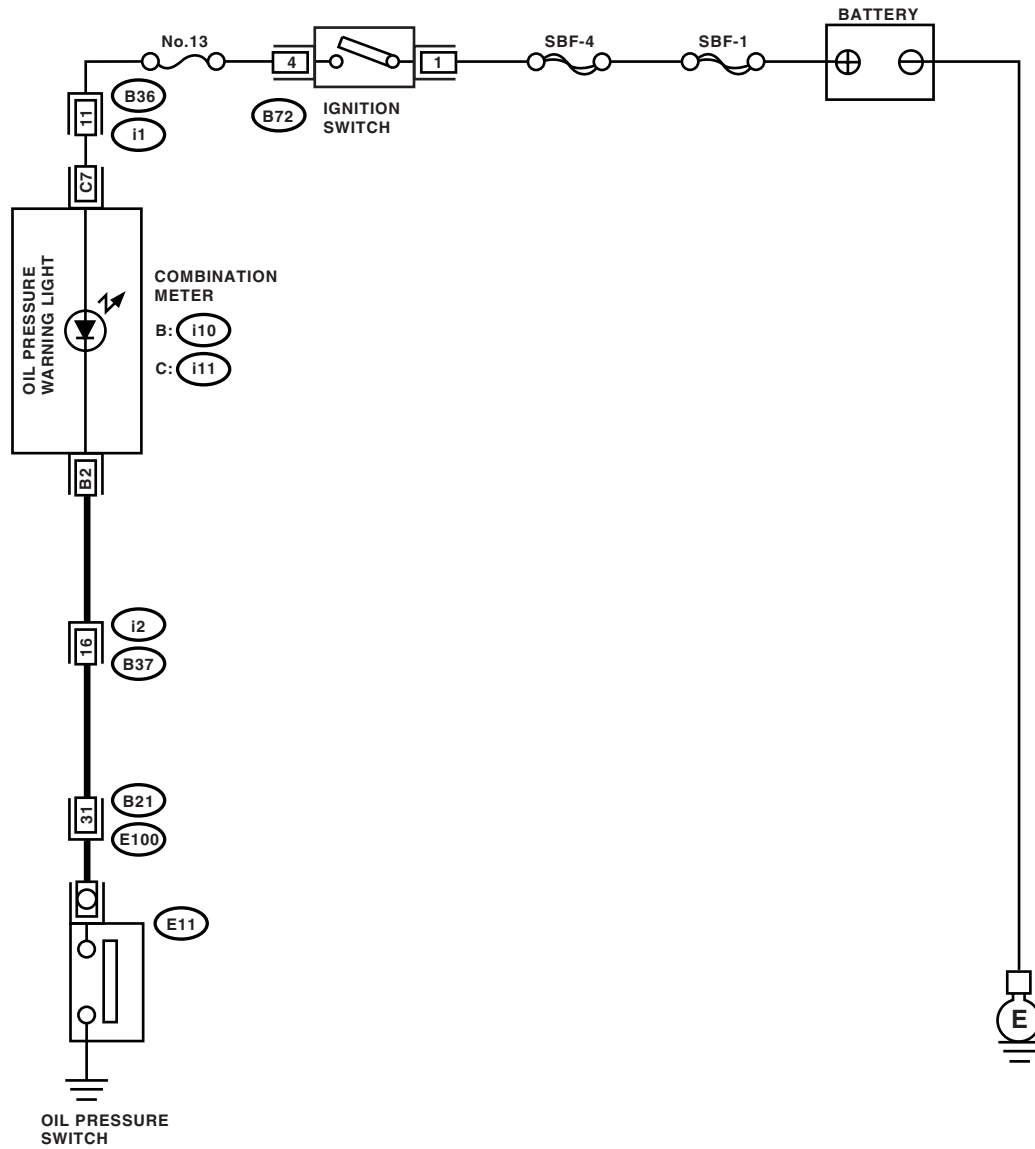 BATTERY
No.13
SBF-4
SBF-1
4
1
B36
B72
IGNITION
SWITCH
11
i1
C7
OIL PRESSURE
WARNING LIGHT
COMBINATION
METER
B: i10
C: i11
B2
i2
16
B37
B21
31
E100
E11
E
OIL PRESSURE
SWITCH